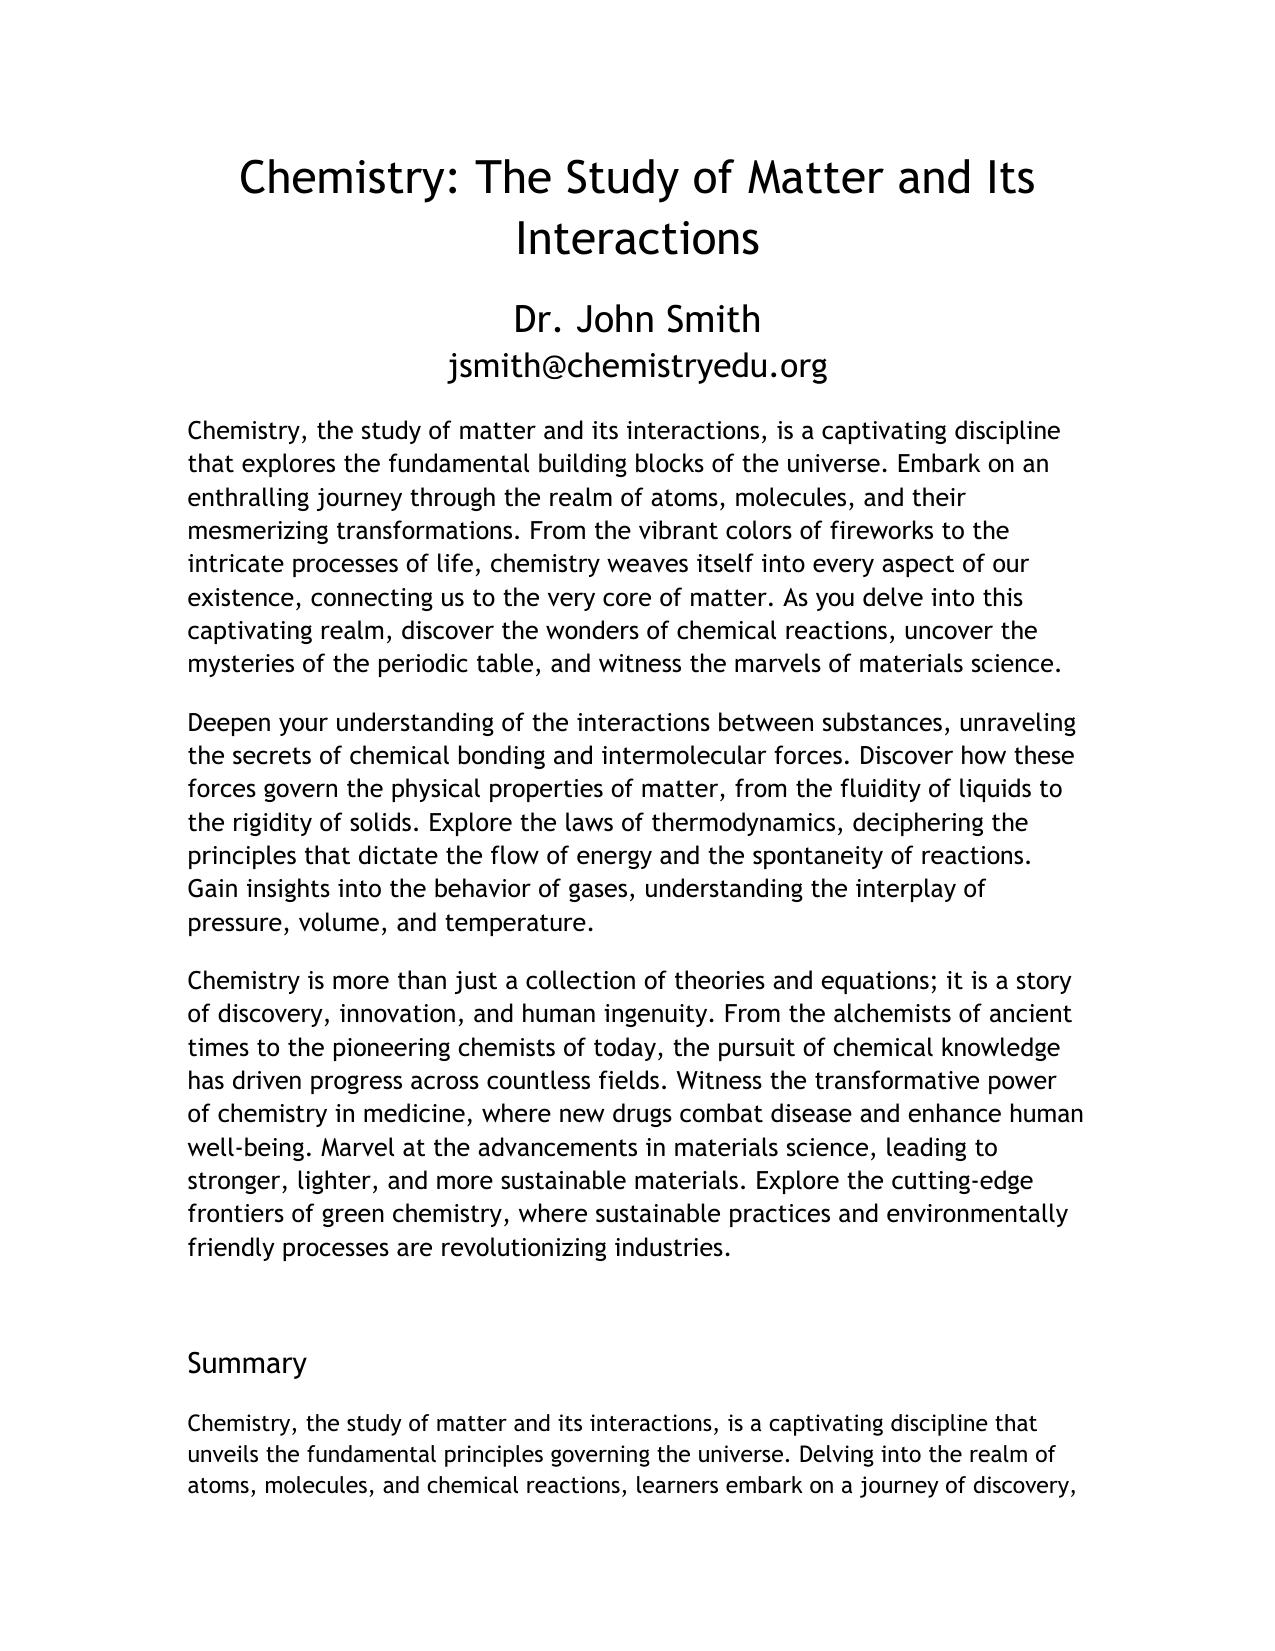 Chemistry: The Study of Matter and Its
Interactions
Dr. John Smith
jsmith@chemistryedu.org
Chemistry, the study of matter and its interactions, is a captivating discipline
that explores the fundamental building blocks of the universe. Embark on an
enthralling journey through the realm of atoms, molecules, and their
mesmerizing transformations. From the vibrant colors of fireworks to the
intricate processes of life, chemistry weaves itself into every aspect of our
existence, connecting us to the very core of matter. As you delve into this
captivating realm, discover the wonders of chemical reactions, uncover the
mysteries of the periodic table, and witness the marvels of materials science.
Deepen your understanding of the interactions between substances, unraveling
the secrets of chemical bonding and intermolecular forces. Discover how these
forces govern the physical properties of matter, from the fluidity of liquids to
the rigidity of solids. Explore the laws of thermodynamics, deciphering the
principles that dictate the flow of energy and the spontaneity of reactions.
Gain insights into the behavior of gases, understanding the interplay of
pressure, volume, and temperature.
Chemistry is more than just a collection of theories and equations; it is a story
of discovery, innovation, and human ingenuity. From the alchemists of ancient
times to the pioneering chemists of today, the pursuit of chemical knowledge
has driven progress across countless fields. Witness the transformative power
of chemistry in medicine, where new drugs combat disease and enhance human
well-being. Marvel at the advancements in materials science, leading to
stronger, lighter, and more sustainable materials. Explore the cutting-edge
frontiers of green chemistry, where sustainable practices and environmentally
friendly processes are revolutionizing industries.
Summary
Chemistry, the study of matter and its interactions, is a captivating discipline that
unveils the fundamental principles governing the universe. Delving into the realm of
atoms, molecules, and chemical reactions, learners embark on a journey of discovery,